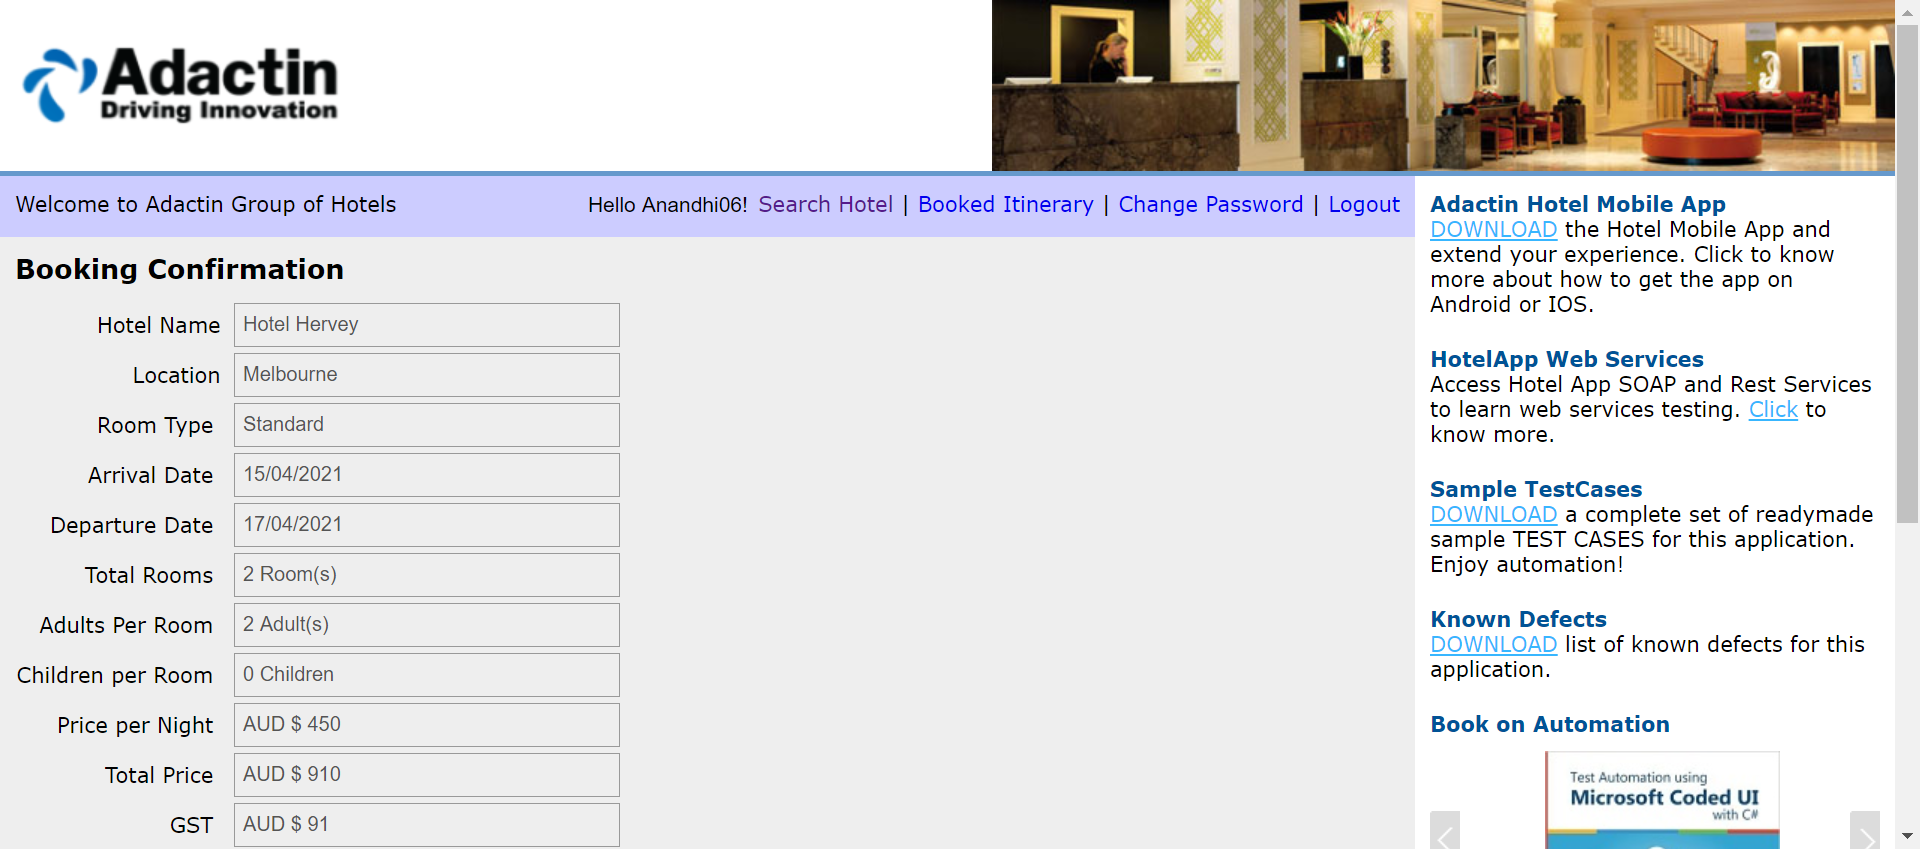 Adactin
Driving Innovation
Welcome to Adactin Group of Hotels
Hello Anandhi06! Search Hotel | Booked Itinerary | Change Password | Logout
Booking Confirmation
Hotel Name Hotel Hervey
Location Melbourne
Room Type Standard
Arrival Date 15/04/2021
Departure Date 17/04/2021
Total Rooms 2 Room(s)
Adults Per Room 2 Adult(s)
Children per Room 0 Children
Price per Night AUD $ 450
Total Price AUD $ 910
GST AUD $ 91
Adactin Hotel Mobile App
DOWNLOAD the Hotel Mobile App and
extend your experience. Click to know
more about how to get the app on
Android or IOS.
HotelApp Web Services
Access Hotel App SOAP and Rest Services
to learn web services testing. Click to
know more.
Sample TestCases
DOWNLOAD a complete set of readymade
sample TEST CASES for this application.
Enjoy automation!
Known Defects
DOWNLOAD list of known defects for this
application.
Book on Automation
Test Automation using
Microsoft Coded UI
with C#